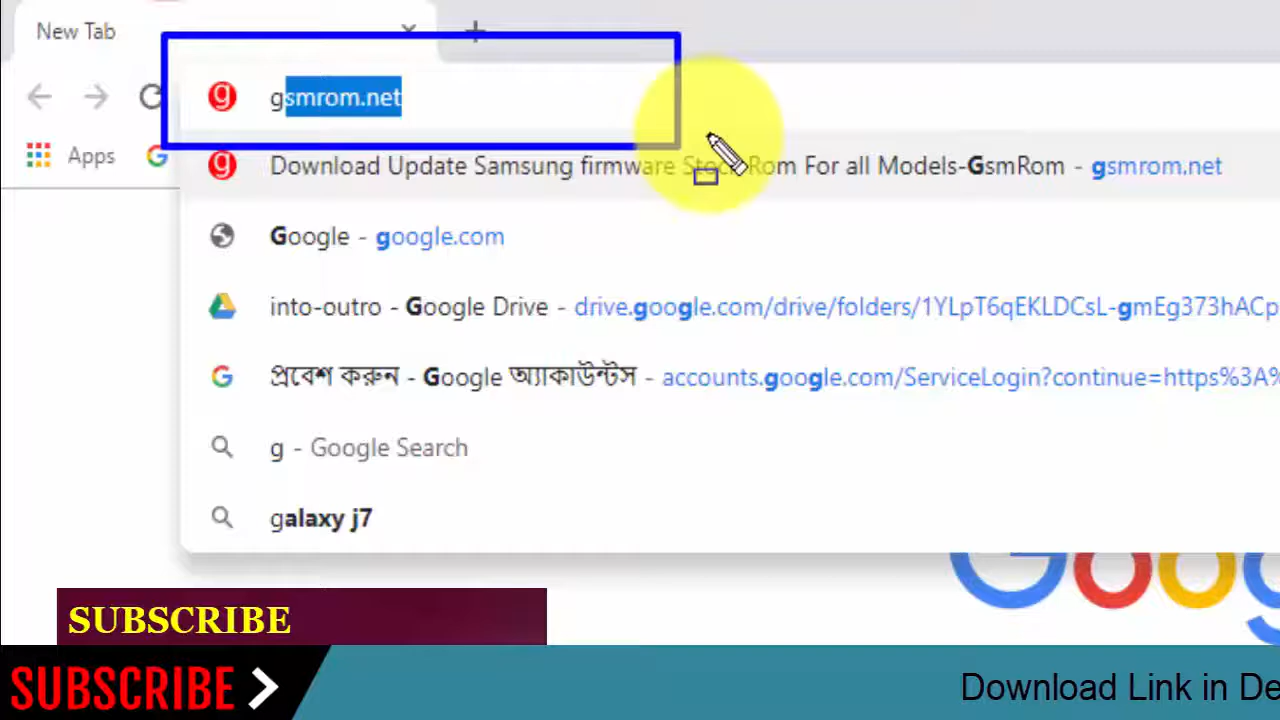 New Tab
gsmrom.net
Apps
Download Update Samsung firmware Stock Rom For all Models-GsmRom - gsmrom.net
Google - google.com
into-outro - Google Drive - drive.google.com/drive/folders/1YLpT6qEKLDCsL-gmEg373hACp
প্রবেশ করুন - Google অ্যাকাউন্টস - accounts.google.com/ServiceLogin?continue=https%3A%
g - Google Search
galaxy j7
Goog
SUBSCRIBE
SUBSCRIBE
Download Link in De